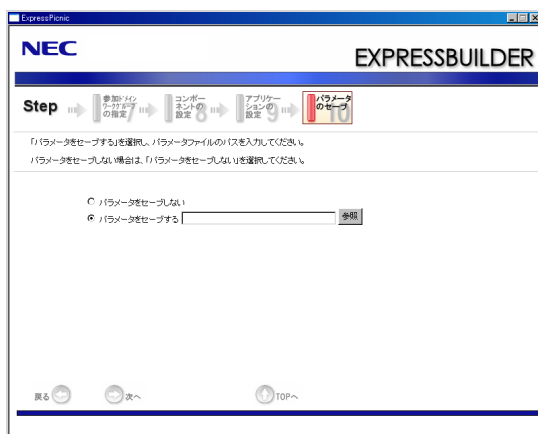 ExpressPicnic
NEC
EXPRESSBUILDER
Step
参加ドメイン
ワークグループ
の指定 7
コンポー
ネントの
設定 8
アプリケー
ションの
設定 9
パラメータ
のセーブ
10
「パラメータをセーブする」を選択し、パラメータファイルのパスを入力してください。
パラメータをセーブしない場合は、「パラメータをセーブしない」を選択してください。
パラメータをセーブしない
パラメータをセーブする 参照
戻る 次へ TOPへ